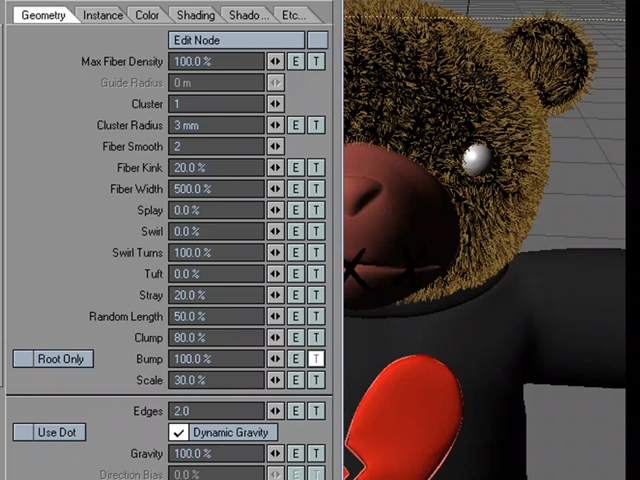 Geometry Instance Color Shading Shado... Etc...
Edit Node
Max Fiber Density 100.0 % E T
Guide Radius 0 m
Cluster 1
Cluster Radius 3 mm E T
Fiber Smooth 2
Fiber Kink 20.0 % E T
Fiber Width 500.0 % E T
Splay 0.0 % E T
Swirl 0.0 % E T
Swirl Turns 100.0 % E T
Tuft 0.0 % E T
Stray 20.0 % E T
Random Length 50.0 % E T
Clump 80.0 % E T
Root Only Bump 100.0 % E T
Scale 30.0 % E T
Edges 2.0 E T
Use Dot Dynamic Gravity
Gravity 100.0 % E T
Direction Bias 0.0 % E T